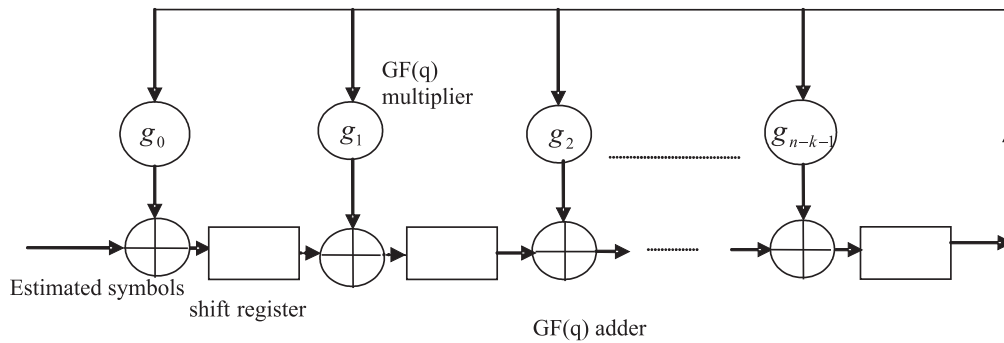 GF(q)
multiplier
g₀
g₁
g₂
gₙ₋ₖ₋₁
Estimated symbols
shift register
GF(q) adder